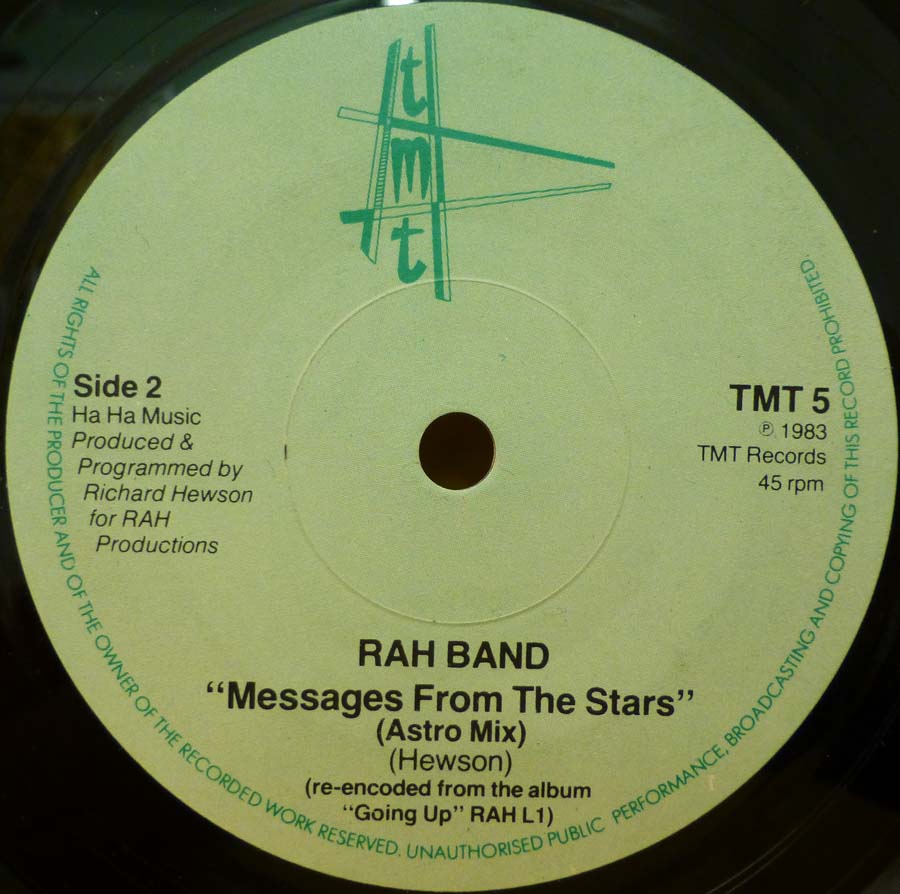 tmt
Side 2
Ha Ha Music
Produced &
Programmed by
Richard Hewson
for RAH
Productions
TMT 5
℗ 1983
TMT Records
45 rpm
RAH BAND
“Messages From The Stars”
(Astro Mix)
(Hewson)
(re-encoded from the album
“Going Up” RAH L1)
ALL RIGHTS OF THE PRODUCER AND OF THE OWNER OF THE RECORDED WORK RESERVED. UNAUTHORISED PUBLIC PERFORMANCE, BROADCASTING AND COPYING OF THIS RECORD PROHIBITED.